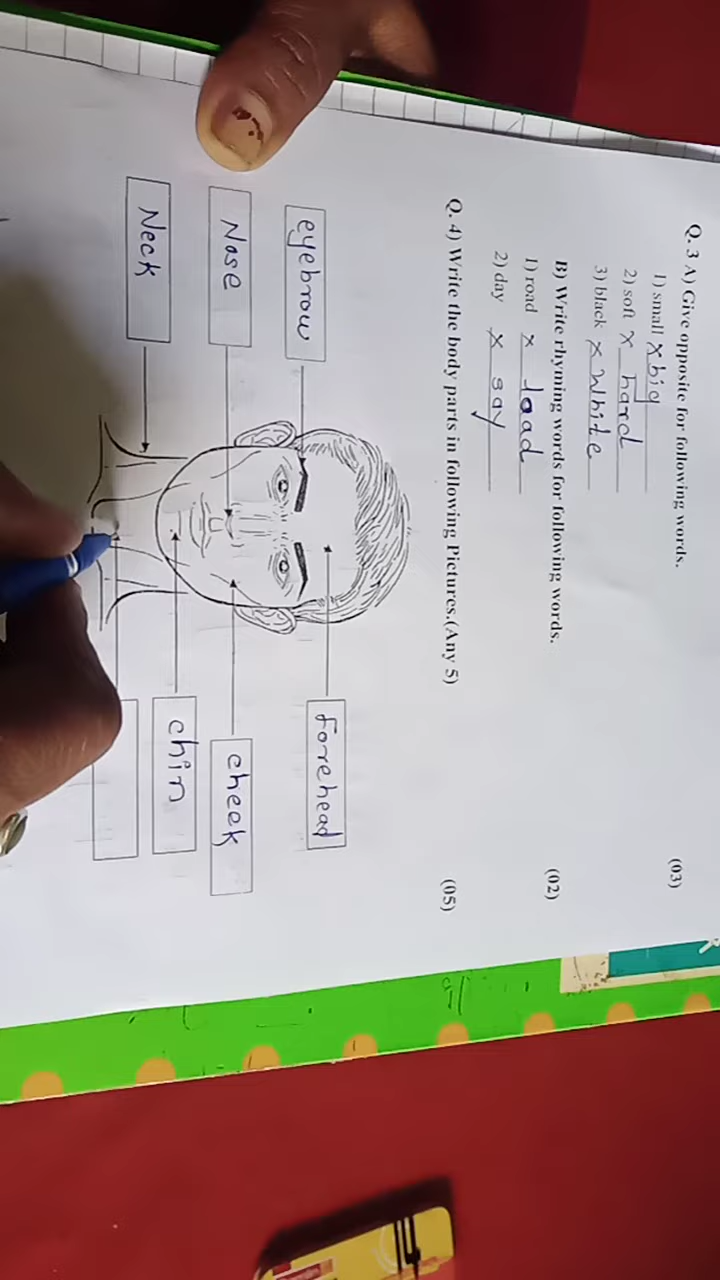 Q.3 A) Give opposite for following words. (03)
1) small x big
2) soft x hard
3) black x White
B) Write rhyming words for following words. (02)
1) road x load
2) day x say
Q. 4) Write the body parts in following Pictures.(Any 5) (05)
eyebrow
forehead
Nose
cheek
chin
Neck